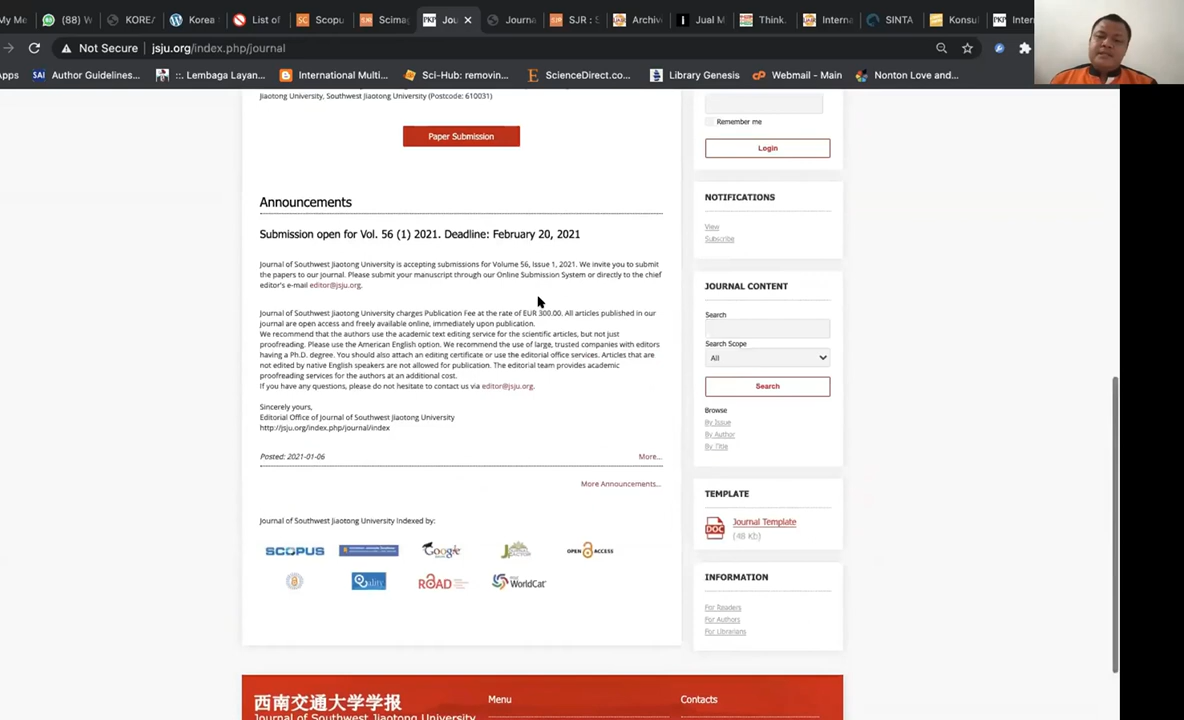 My Me
(88) W
KORE/
Korea
List of
Scopu
Scima
Jou
Journa
SJR : S
Archiv
Jual M
Think.
Interna
SINTA
Konsul
Inter
Not Secure
jsju.org/index.php/journal
Apps
Author Guidelines...
::. Lembaga Layan...
International Multi...
Sci-Hub: removin...
ScienceDirect.co...
Library Genesis
Webmail - Main
Nonton Love and...
Jiaotong University, Southwest Jiaotong University (Postcode: 610031)
Paper Submission
Announcements
Submission open for Vol. 56 (1) 2021. Deadline: February 20, 2021
Journal of Southwest Jiaotong University is accepting submissions for Volume 56, Issue 1, 2021. We invite you to submit
the papers to our journal. Please submit your manuscript through our Online Submission System or directly to the chief
editor's e-mail editor@jsju.org.
Journal of Southwest Jiaotong University charges Publication Fee at the rate of EUR 300.00. All articles published in our
journal are open access and freely available online, immediately upon publication.
We recommend that the authors use the academic text editing service for the scientific articles, but not just
proofreading. Please use the American English option. We recommend the use of large, trusted companies with editors
having a Ph.D. degree. You should also attach an editing certificate or use the editorial office services. Articles that are
not edited by native English speakers are not allowed for publication. The editorial team provides academic
proofreading services for the authors at an additional cost.
If you have any questions, please do not hesitate to contact us via editor@jsju.org.
Sincerely yours,
Editorial Office of Journal of Southwest Jiaotong University
http://jsju.org/index.php/journal/index
Posted: 2021-01-06
More...
More Announcements...
Journal of Southwest Jiaotong University Indexed by:
SCOPUS
Google
OPEN ACCESS
uality
ROAD
WorldCat
Remember me
Login
NOTIFICATIONS
View
Subscribe
JOURNAL CONTENT
Search
Search Scope
All
Search
Browse
By Issue
By Author
By Title
TEMPLATE
DOC
Journal Template
(48 Kb)
INFORMATION
For Readers
For Authors
For Librarians
西南交通大学学报
Journal of Southwest Jiaotong University
Menu
Contacts